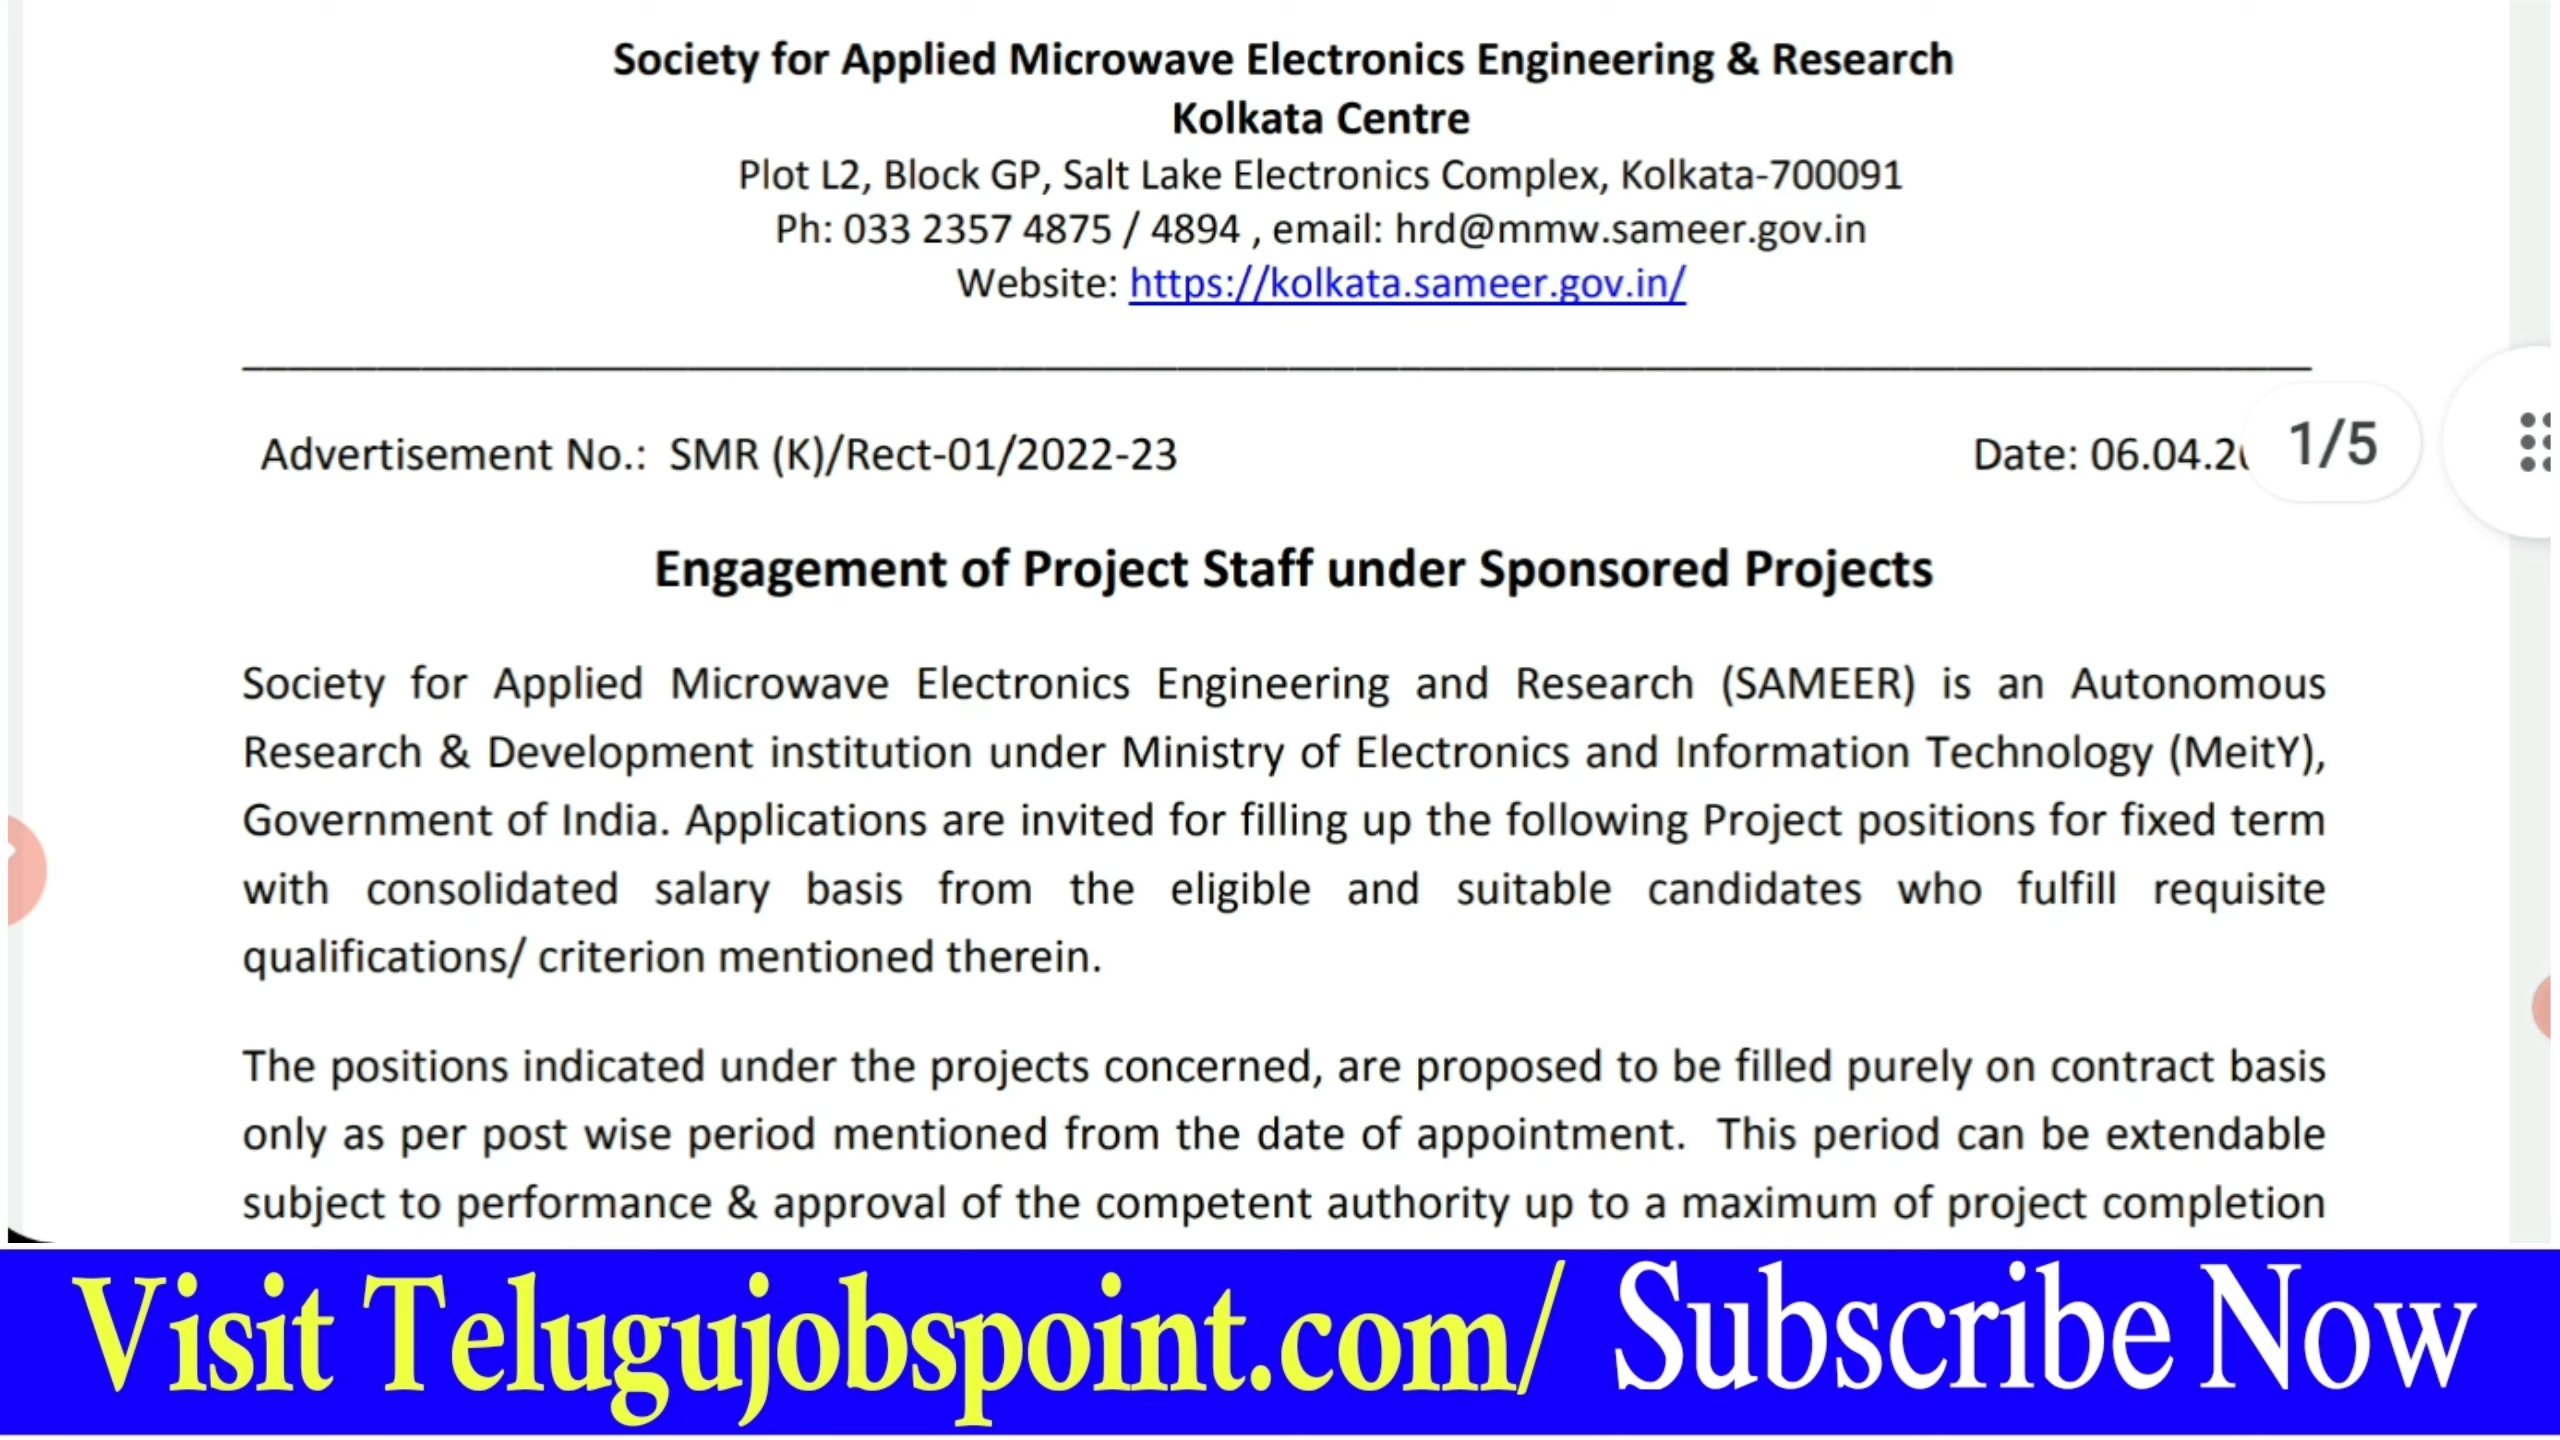 Society for Applied Microwave Electronics Engineering & Research
Kolkata Centre
Plot L2, Block GP, Salt Lake Electronics Complex, Kolkata-700091
Ph: 033 2357 4875 / 4894 , email: hrd@mmw.sameer.gov.in
Website: https://kolkata.sameer.gov.in/
Advertisement No.: SMR (K)/Rect-01/2022-23
Date: 06.04.2
1/5
Engagement of Project Staff under Sponsored Projects
Society for Applied Microwave Electronics Engineering and Research (SAMEER) is an Autonomous
Research & Development institution under Ministry of Electronics and Information Technology (MeitY),
Government of India. Applications are invited for filling up the following Project positions for fixed term
with consolidated salary basis from the eligible and suitable candidates who fulfill requisite
qualifications/ criterion mentioned therein.
The positions indicated under the projects concerned, are proposed to be filled purely on contract basis
only as per post wise period mentioned from the date of appointment. This period can be extendable
subject to performance & approval of the competent authority up to a maximum of project completion
Visit Telugujobspoint.com/ Subscribe Now